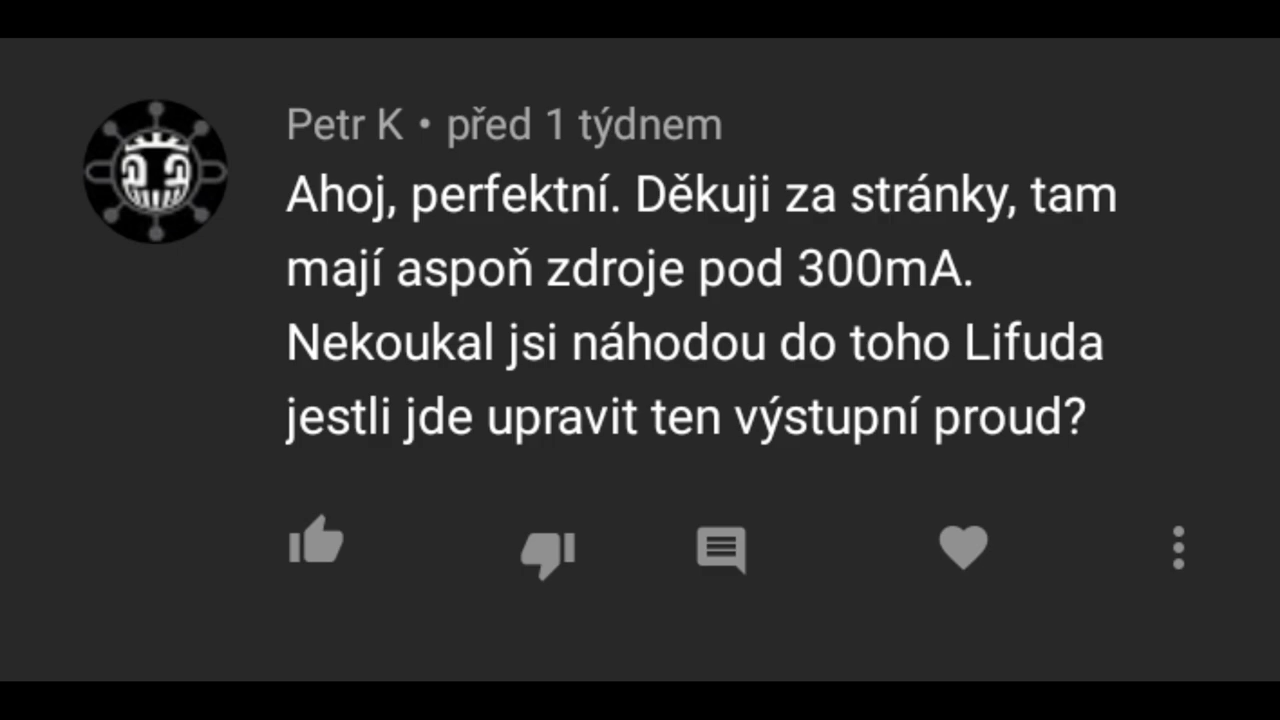 Petr K • před 1 týdnem
Ahoj, perfektní. Děkuji za stránky, tam
mají aspoň zdroje pod 300mA.
Nekoukal jsi náhodou do toho Lifuda
jestli jde upravit ten výstupní proud?